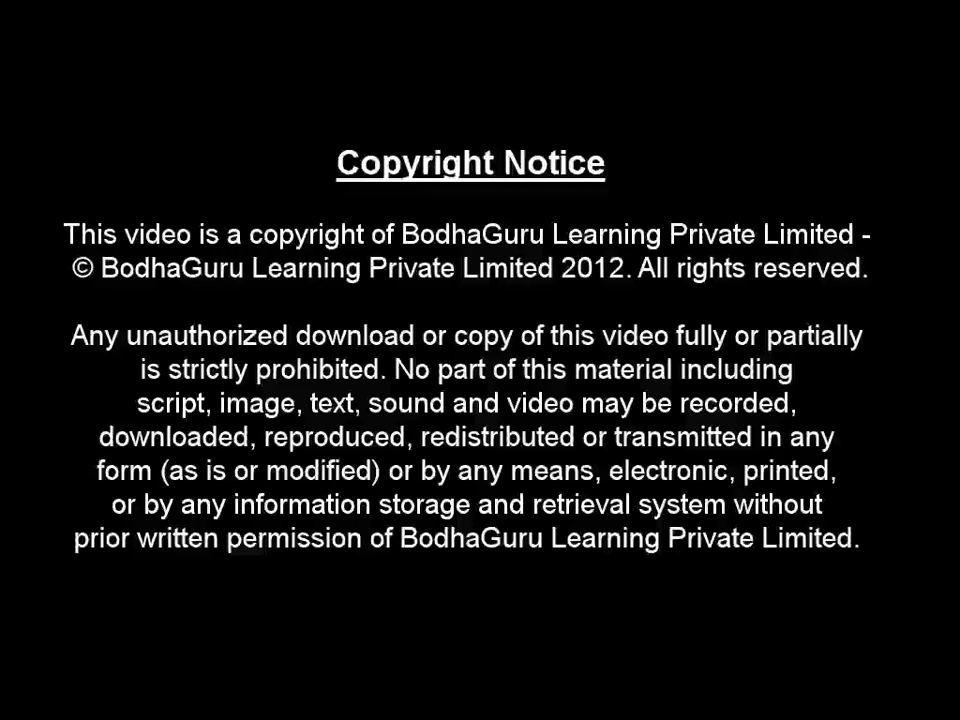 Copyright Notice
This video is a copyright of BodhaGuru Learning Private Limited -
© BodhaGuru Learning Private Limited 2012. All rights reserved.
Any unauthorized download or copy of this video fully or partially
is strictly prohibited. No part of this material including
script, image, text, sound and video may be recorded,
downloaded, reproduced, redistributed or transmitted in any
form (as is or modified) or by any means, electronic, printed,
or by any information storage and retrieval system without
prior written permission of BodhaGuru Learning Private Limited.